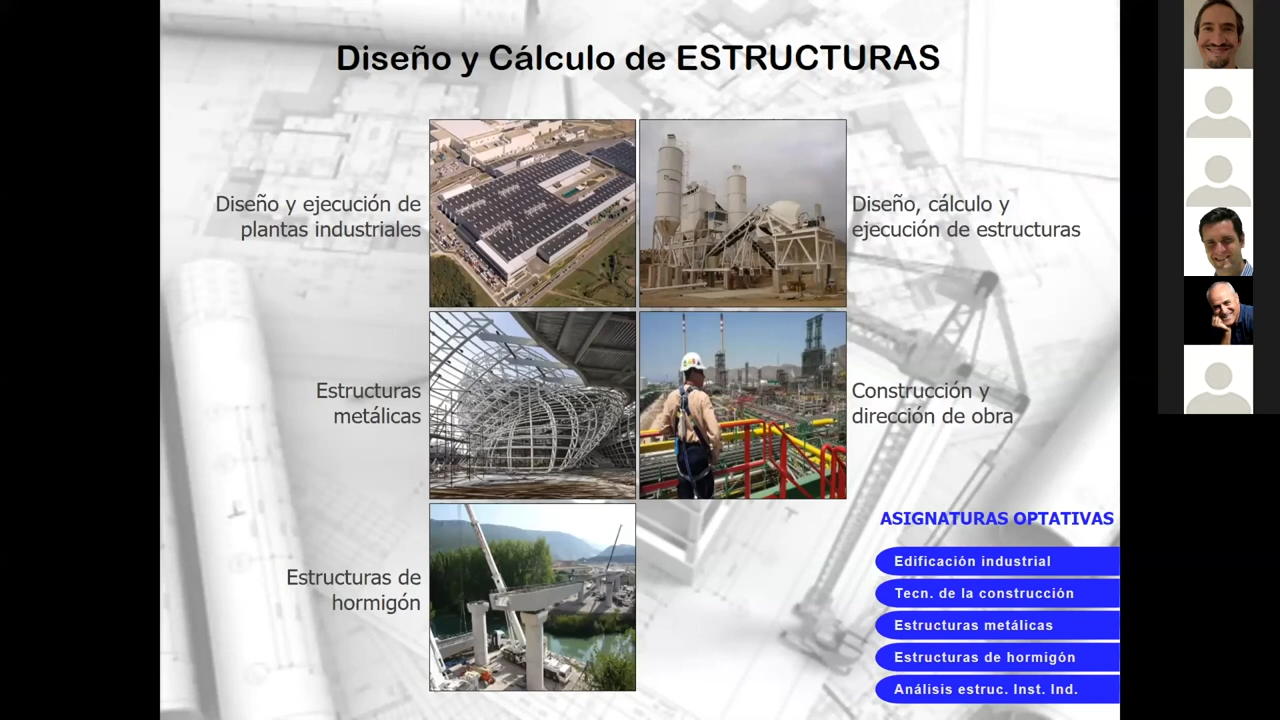 Diseño y Cálculo de ESTRUCTURAS
Diseño y ejecución de
plantas industriales
Diseño, cálculo y
ejecución de estructuras
Estructuras
metálicas
Construcción y
dirección de obra
Estructuras de
hormigón
ASIGNATURAS OPTATIVAS
Edificación industrial
Tecn. de la construcción
Estructuras metálicas
Estructuras de hormigón
Análisis estruc. Inst. Ind.